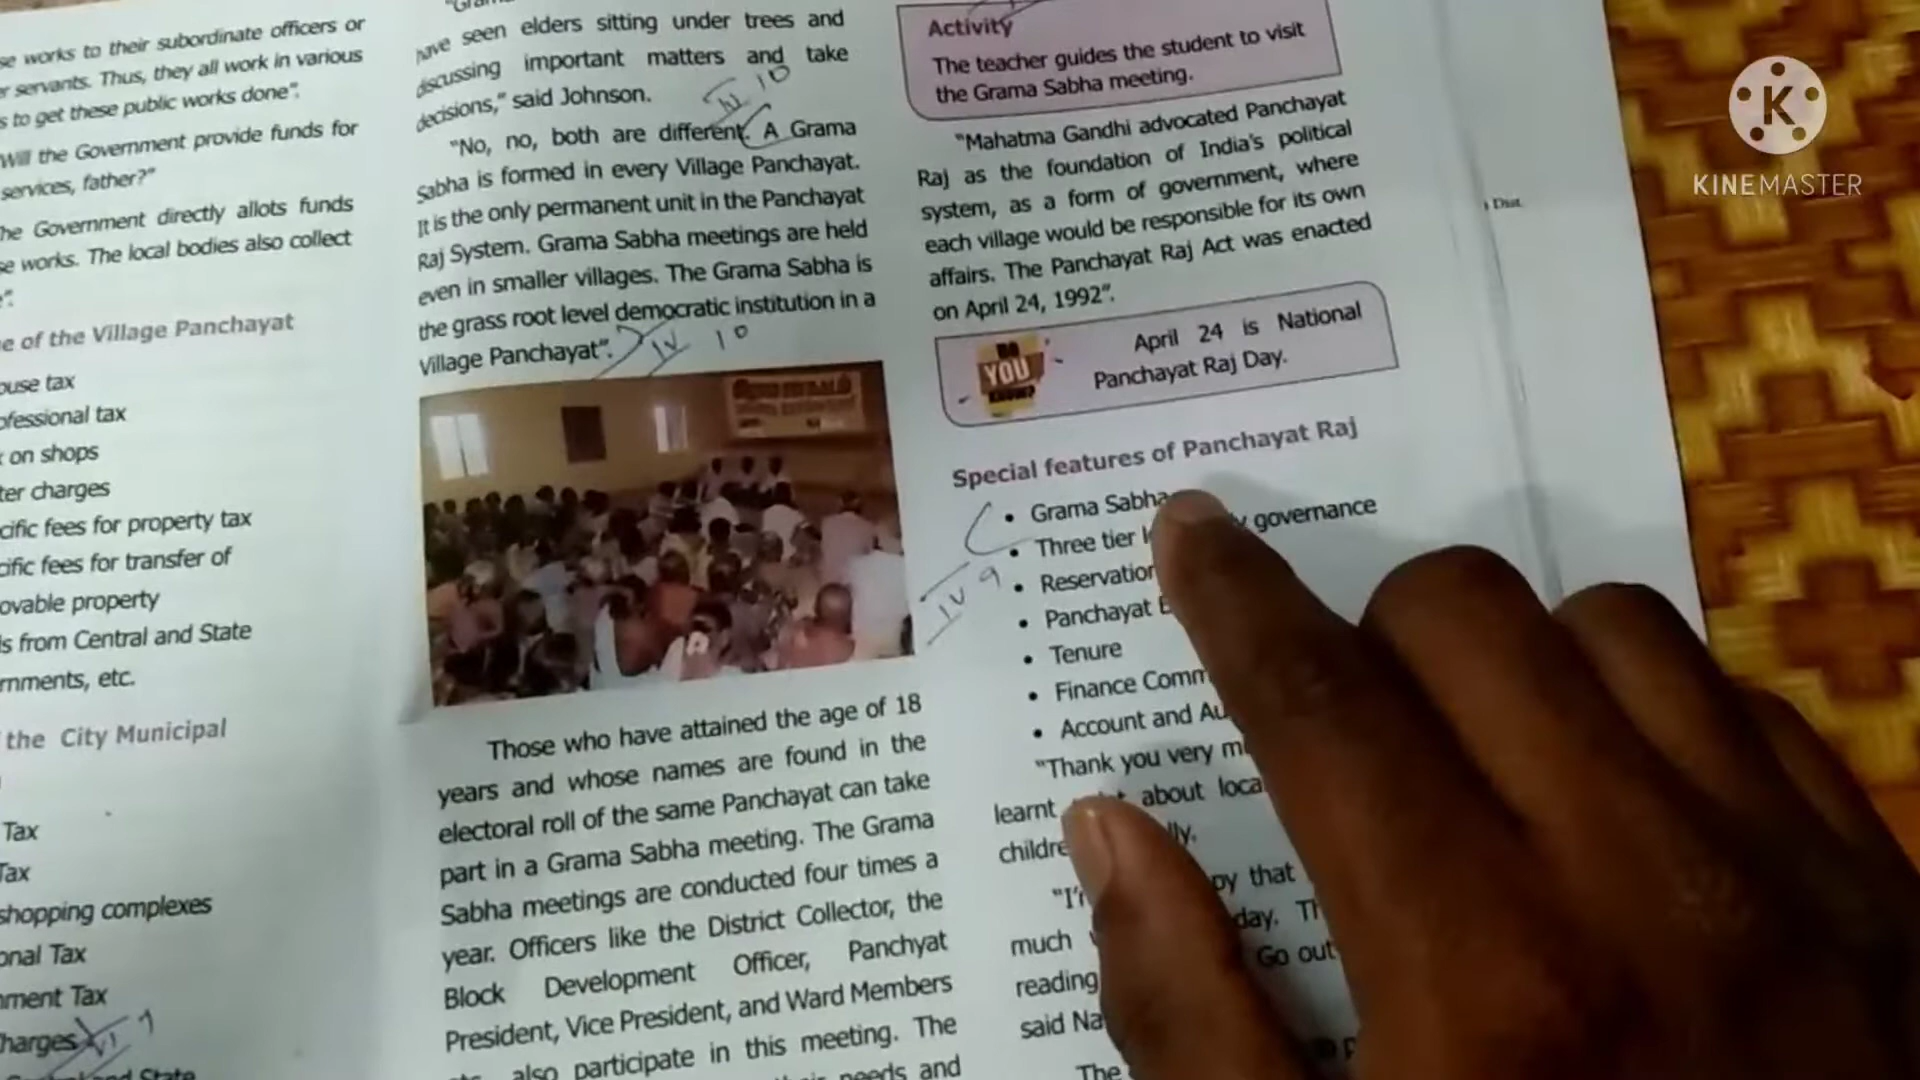 se works to their subordinate officers or
r servants. Thus, they all work in various
s to get these public works done".
Will the Government provide funds for
services, father?"
he Government directly allots funds
se works. The local bodies also collect
e of the Village Panchayat
ouse tax
ofessional tax
on shops
ter charges
cific fees for property tax
cific fees for transfer of
ovable property
s from Central and State
rnments, etc.
the City Municipal
Tax
Tax
shopping complexes
onal Tax
nment Tax
harges VI 7
State
have seen elders sitting under trees and
discussing important matters and take
decisions," said Johnson.
IV 10
"No, no, both are different. A Grama
Sabha is formed in every Village Panchayat.
It is the only permanent unit in the Panchayat
Raj System. Grama Sabha meetings are held
even in smaller villages. The Grama Sabha is
the grass root level democratic institution in a
Village Panchayat".
IV 10
Those who have attained the age of 18
years and whose names are found in the
electoral roll of the same Panchayat can take
part in a Grama Sabha meeting. The Grama
Sabha meetings are conducted four times a
year. Officers like the District Collector, the
Block Development Officer, Panchyat
President, Vice President, and Ward Members
also participate in this meeting. The
needs and
Activity
The teacher guides the student to visit
the Grama Sabha meeting.
"Mahatma Gandhi advocated Panchayat
Raj as the foundation of India's political
system, as a form of government, where
each village would be responsible for its own
affairs. The Panchayat Raj Act was enacted
on April 24, 1992".
DO
YOU
KNOW?
April 24 is National
Panchayat Raj Day.
Special features of Panchayat Raj
• Grama Sabha
• Three tier governance
• Reservation
• Panchayat
• Tenure
• Finance Comm
• Account and Au
IV 9
"Thank you very m
learnt about loca
childre lly.
"I' py that
much day. Th
reading Go out
said Na
The
K
KINEMASTER
Dist.